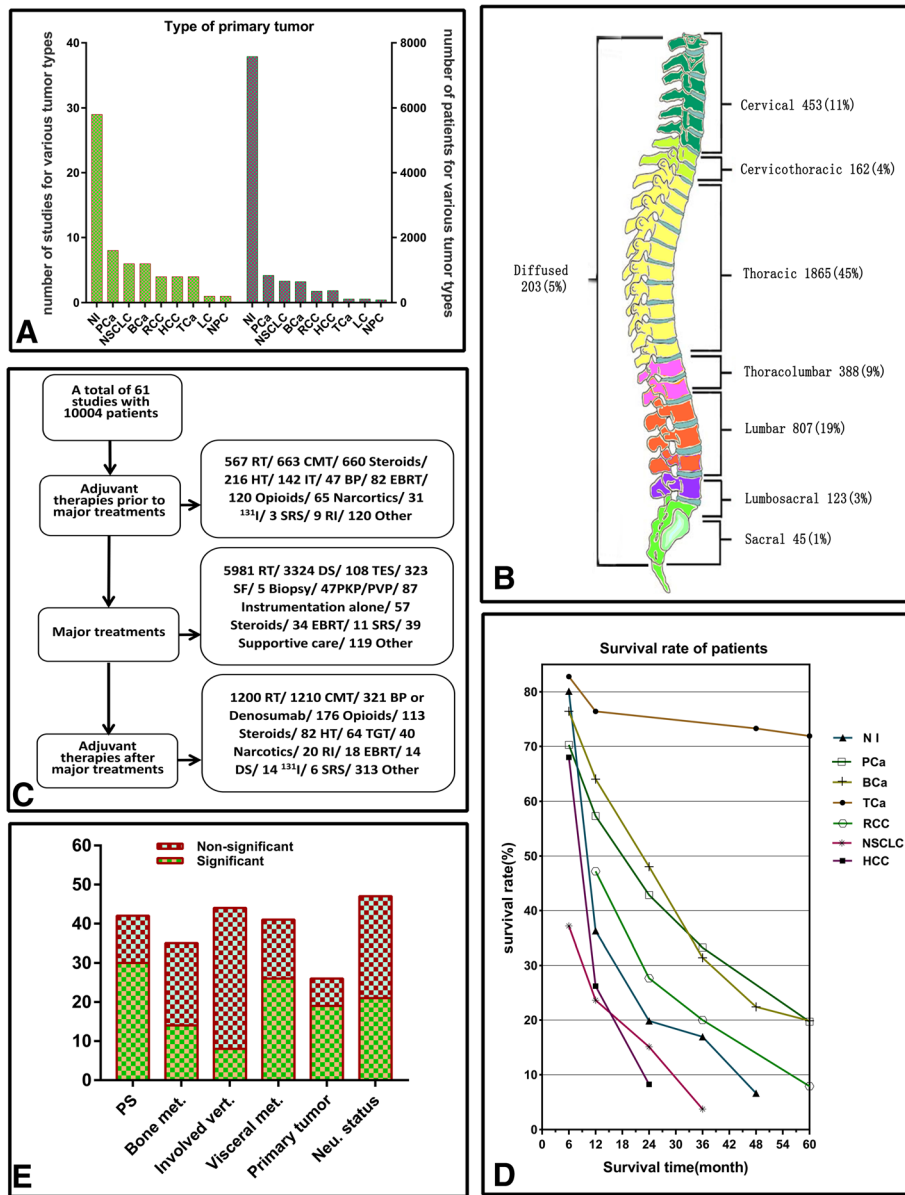 Type of primary tumor
number of studies for various tumor types
40
30
20
10
0
NI
PCa
NSCLC
BCa
RCC
HCC
TCa
LC
NPC
NI
PCa
NSCLC
BCa
RCC
HCC
TCa
LC
NPC
8000
6000
4000
2000
0
number of patients for various tumor types
A
Cervical 453(11%)
Cervicothoracic 162(4%)
Thoracic 1865(45%)
Diffused
203(5%)
Thoracolumbar 388(9%)
Lumbar 807(19%)
Lumbosacral 123(3%)
Sacral 45(1%)
B
A total of 61
studies with
10004 patients
Adjuvant
therapies prior to
major treatments
567 RT/ 663 CMT/ 660 Steroids/
216 HT/ 142 IT/ 47 BP/ 82 EBRT/
120 Opioids/ 65 Narcortics/ 31
¹³¹I/ 3 SRS/ 9 RI/ 120 Other
Major treatments
5981 RT/ 3324 DS/ 108 TES/ 323
SF/ 5 Biopsy/ 47PKP/PVP/ 87
Instrumentation alone/ 57
Steroids/ 34 EBRT/ 11 SRS/ 39
Supportive care/ 119 Other
Adjuvant
therapies after
major treatments
1200 RT/ 1210 CMT/ 321 BP or
Denosumab/ 176 Opioids/ 113
Steroids/ 82 HT/ 64 TGT/ 40
Narcotics/ 20 RI/ 18 EBRT/ 14
DS/ 14 ¹³¹I/ 6 SRS/ 313 Other
C
Survival rate of patients
survival rate(%)
80
70
60
50
40
30
20
10
0
0 6 12 18 24 30 36 42 48 54 60
Survival time(month)
N I
PCa
BCa
TCa
RCC
NSCLC
HCC
D
Non-significant
Significant
60
50
40
30
20
10
0
PS
Bone met.
Involved vert.
Visceral met.
Primary tumor
Neu. status
E